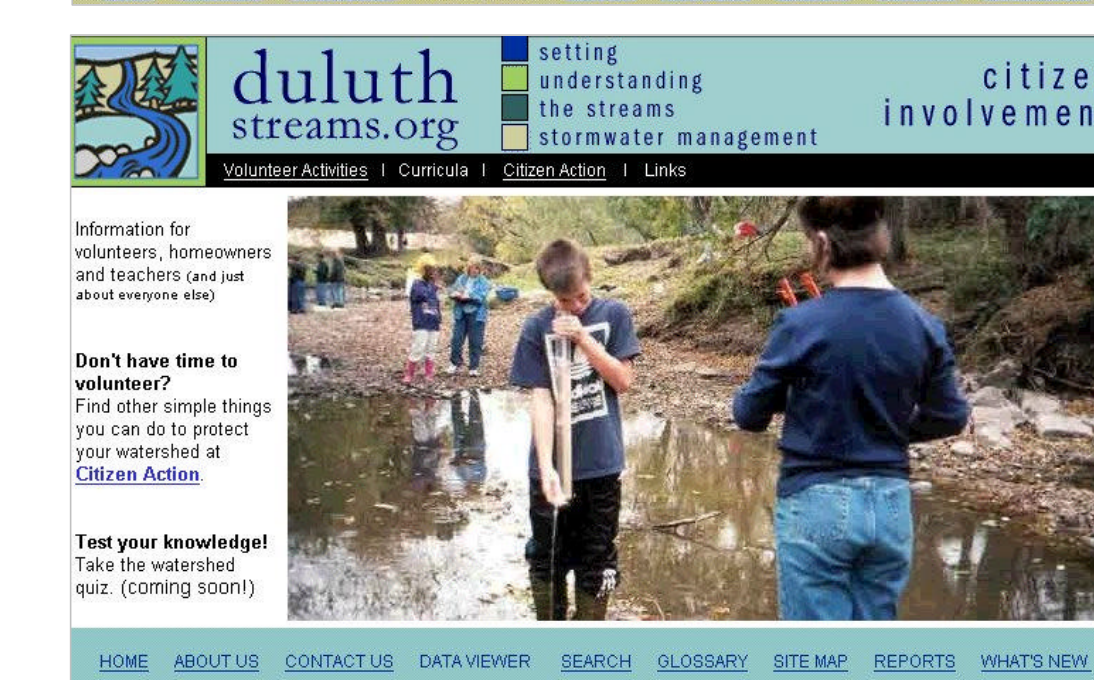 duluth
streams.org
setting
understanding
the streams
stormwater management
citize
involvemen
Volunteer Activities | Curricula | Citizen Action | Links
Information for
volunteers, homeowners
and teachers (and just
about everyone else)
Don't have time to
volunteer?
Find other simple things
you can do to protect
your watershed at
Citizen Action.
Test your knowledge!
Take the watershed
quiz. (coming soon!)
HOME ABOUT US CONTACT US DATA VIEWER SEARCH GLOSSARY SITE MAP REPORTS WHAT'S NEW